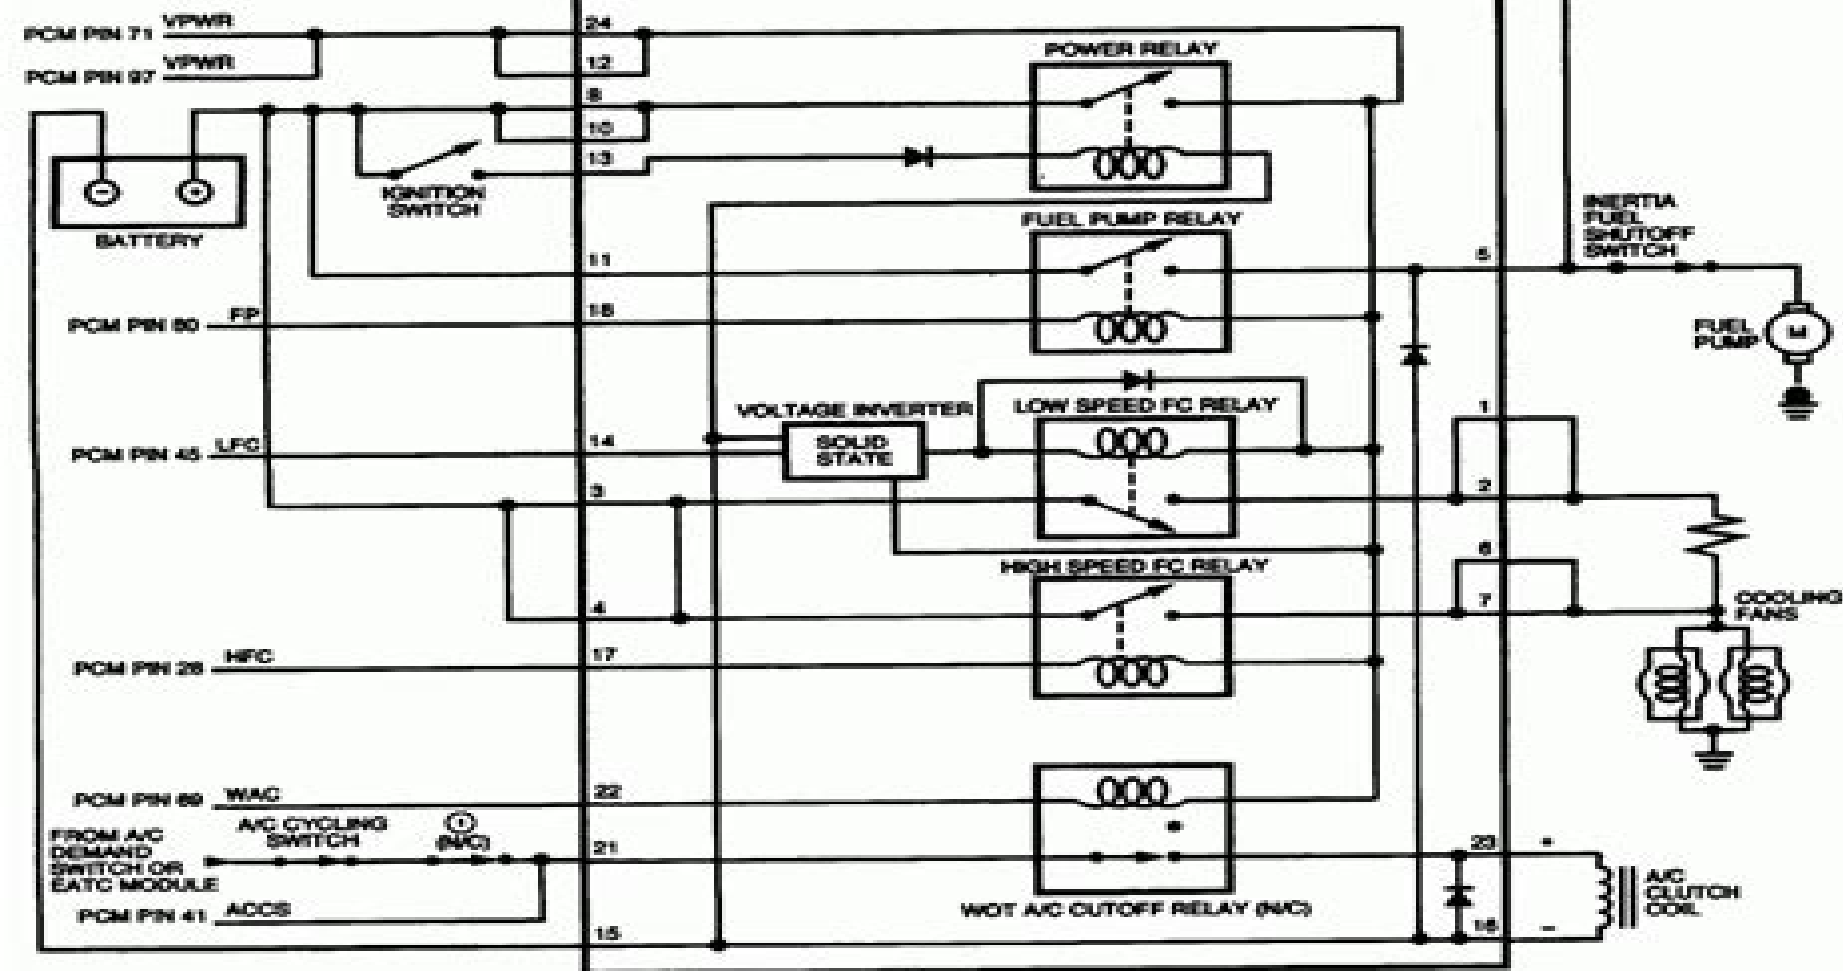 PCM PIN 71 VPWR
PCM PIN 97 VPWR
24
12
8
10
13
POWER RELAY
IGNITION
SWITCH
BATTERY
FUEL PUMP RELAY
11
5
INERTIA
FUEL
SHUTOFF
SWITCH
PCM PIN 80 FP
18
M
FUEL
PUMP
VOLTAGE INVERTER
SOLID
STATE
LOW SPEED FC RELAY
1
PCM PIN 45 LFC
14
3
2
HIGH SPEED FC RELAY
6
4
7
COOLING
FANS
PCM PIN 28 HFC
17
PCM PIN 69 WAC
22
FROM A/C
DEMAND
SWITCH OR
EATC MODULE
A/C CYCLING
SWITCH
(N/C)
21
23
+
A/C
CLUTCH
COIL
PCM PIN 41 ACCS
WOT A/C CUTOFF RELAY (N/C)
15
16
-